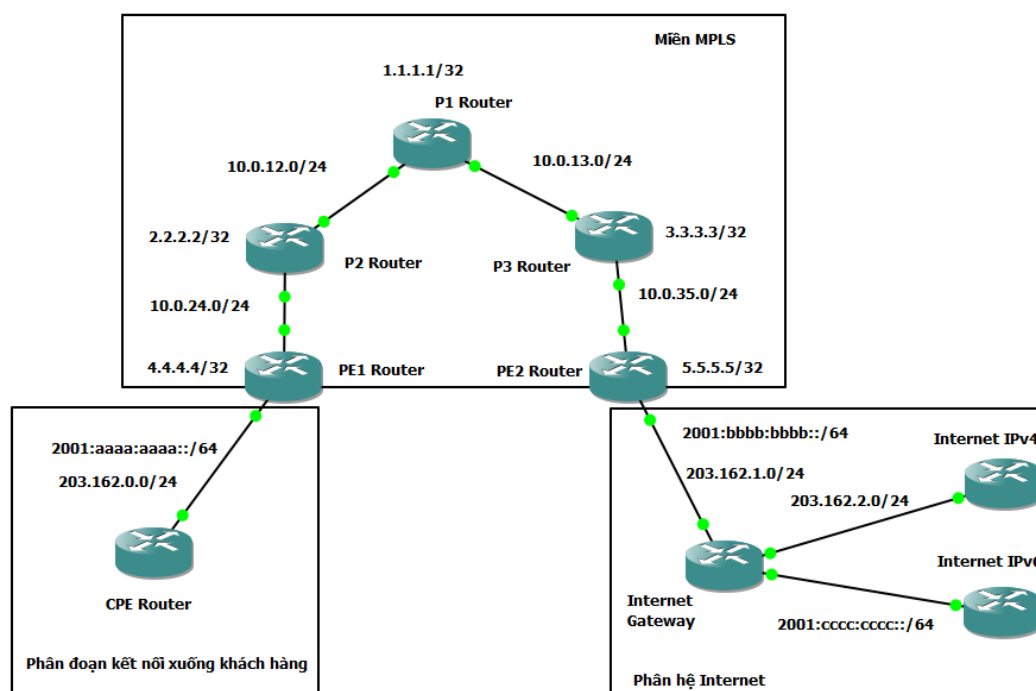 Miền MPLS
1.1.1.1/32
P1 Router
10.0.12.0/24
10.0.13.0/24
2.2.2.2/32
P2 Router
P3 Router
3.3.3.3/32
10.0.24.0/24
10.0.35.0/24
4.4.4.4/32
PE1 Router
PE2 Router
5.5.5.5/32
2001:aaaa:aaaa::/64
203.162.0.0/24
CPE Router
Phân đoạn kết nối xuống khách hàng
2001:bbbb:bbbb::/64
203.162.1.0/24
Internet IPv4
203.162.2.0/24
Internet IPv6
Internet
Gateway
2001:cccc:cccc::/64
Phân hệ Internet